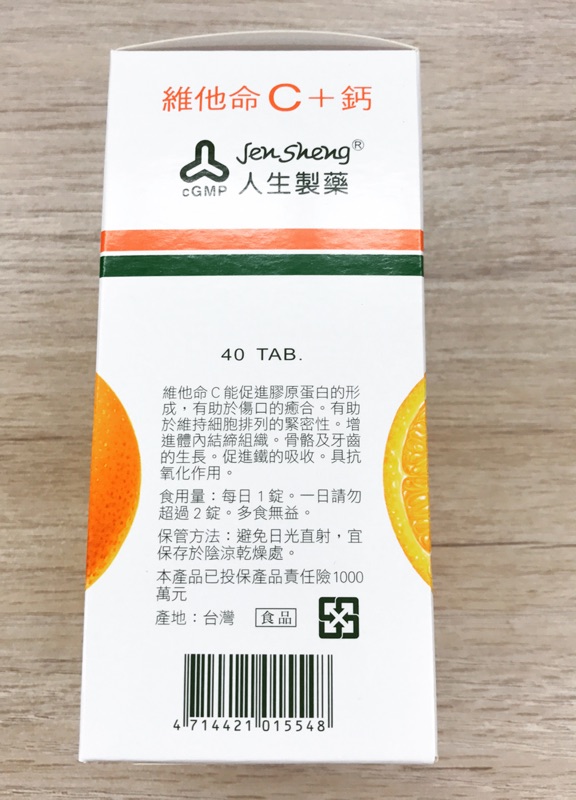 維他命C＋鈣
Jen Sheng®
cGMP 人生製藥
40 TAB.
維他命C能促進膠原蛋白的形
成，有助於傷口的癒合。有助
於維持細胞排列的緊密性。增
進體內結締組織。骨骼及牙齒
的生長。促進鐵的吸收。具抗
氧化作用。
食用量：每日1錠。一日請勿
超過2錠。多食無益。
保管方法：避免日光直射，宜
保存於陰涼乾燥處。
本產品已投保產品責任險1000
萬元
產地：台灣 食品
4 714421 015548